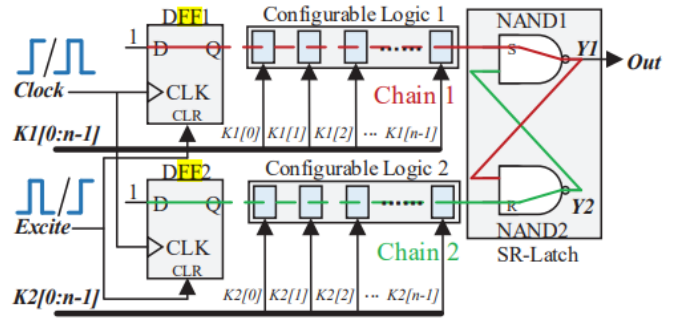 DFF1
Configurable Logic 1
NAND1
1
D
Q
S
Y1
Out
Clock
CLK
CLR
Chain 1
K1[0:n-1]
K1[0] K1[1] K1[2] ... K1[n-1]
DFF2
Configurable Logic 2
1
D
Q
R
Y2
Excite
CLK
CLR
Chain 2
NAND2
SR-Latch
K2[0:n-1]
K2[0] K2[1] K2[2] ... K2[n-1]